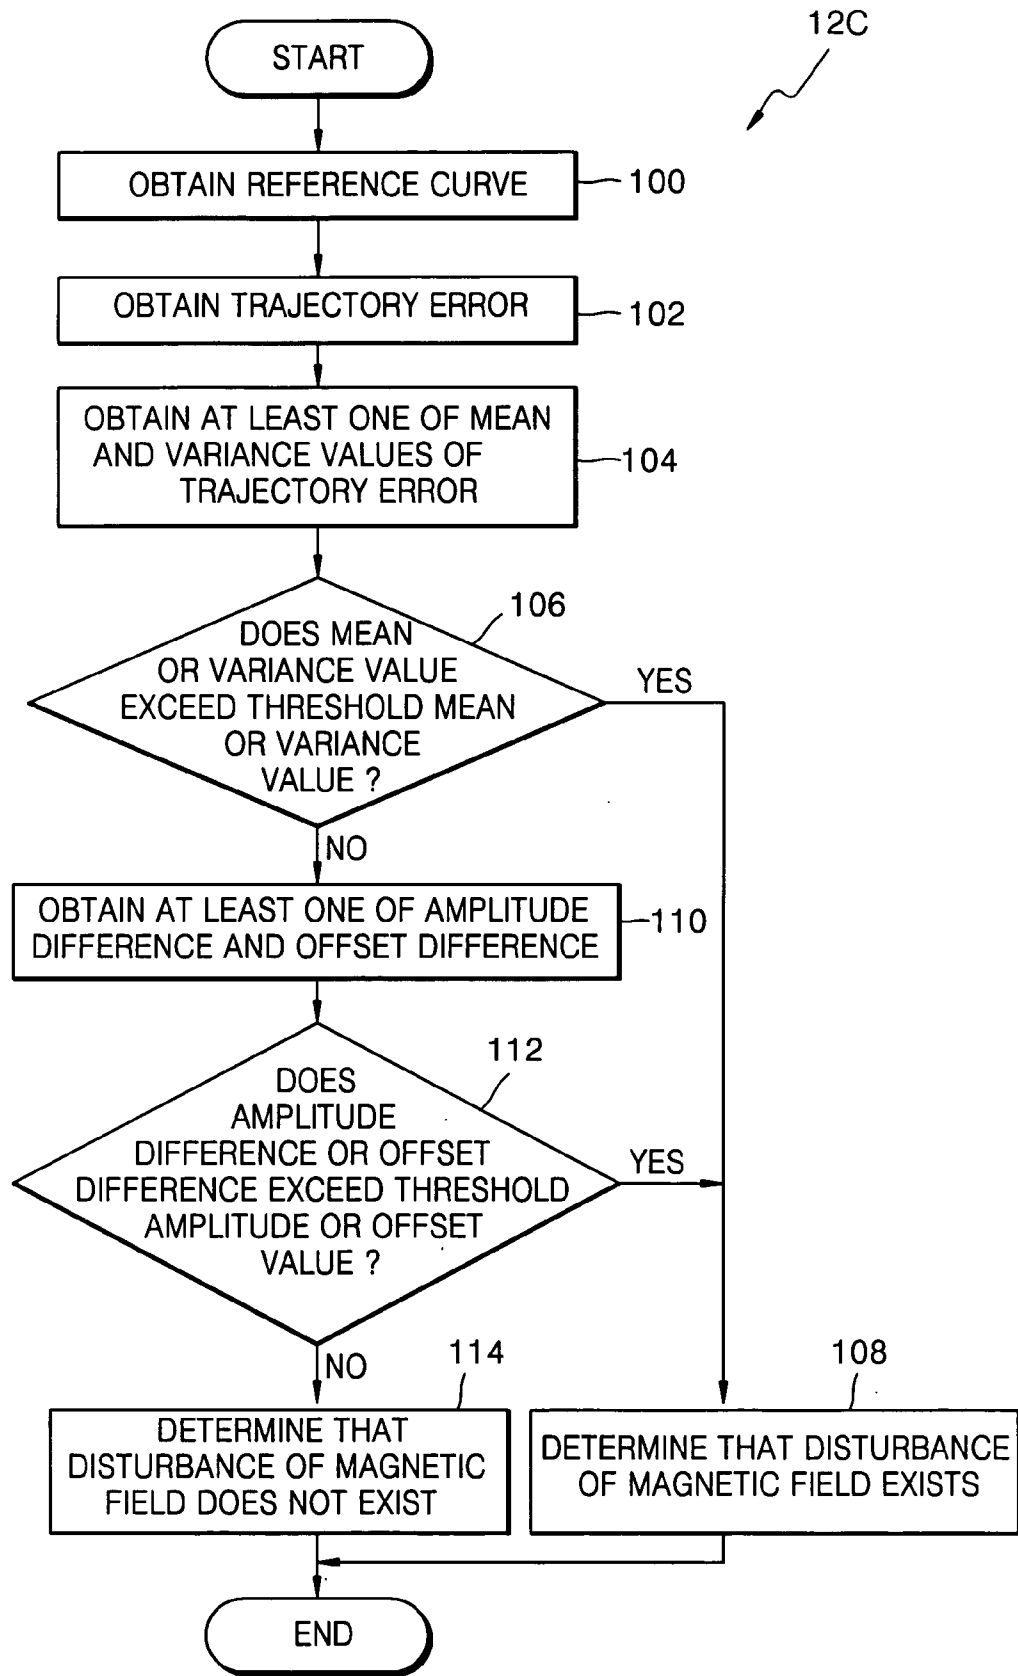 12C
START
OBTAIN REFERENCE CURVE
100
OBTAIN TRAJECTORY ERROR
102
OBTAIN AT LEAST ONE OF MEAN
AND VARIANCE VALUES OF
TRAJECTORY ERROR
104
106
DOES MEAN
OR VARIANCE VALUE
EXCEED THRESHOLD MEAN
OR VARIANCE
VALUE ?
YES
NO
OBTAIN AT LEAST ONE OF AMPLITUDE
DIFFERENCE AND OFFSET DIFFERENCE
110
112
DOES
AMPLITUDE
DIFFERENCE OR OFFSET
DIFFERENCE EXCEED THRESHOLD
AMPLITUDE OR OFFSET
VALUE ?
YES
NO
114
DETERMINE THAT
DISTURBANCE OF MAGNETIC
FIELD DOES NOT EXIST
108
DETERMINE THAT DISTURBANCE
OF MAGNETIC FIELD EXISTS
END